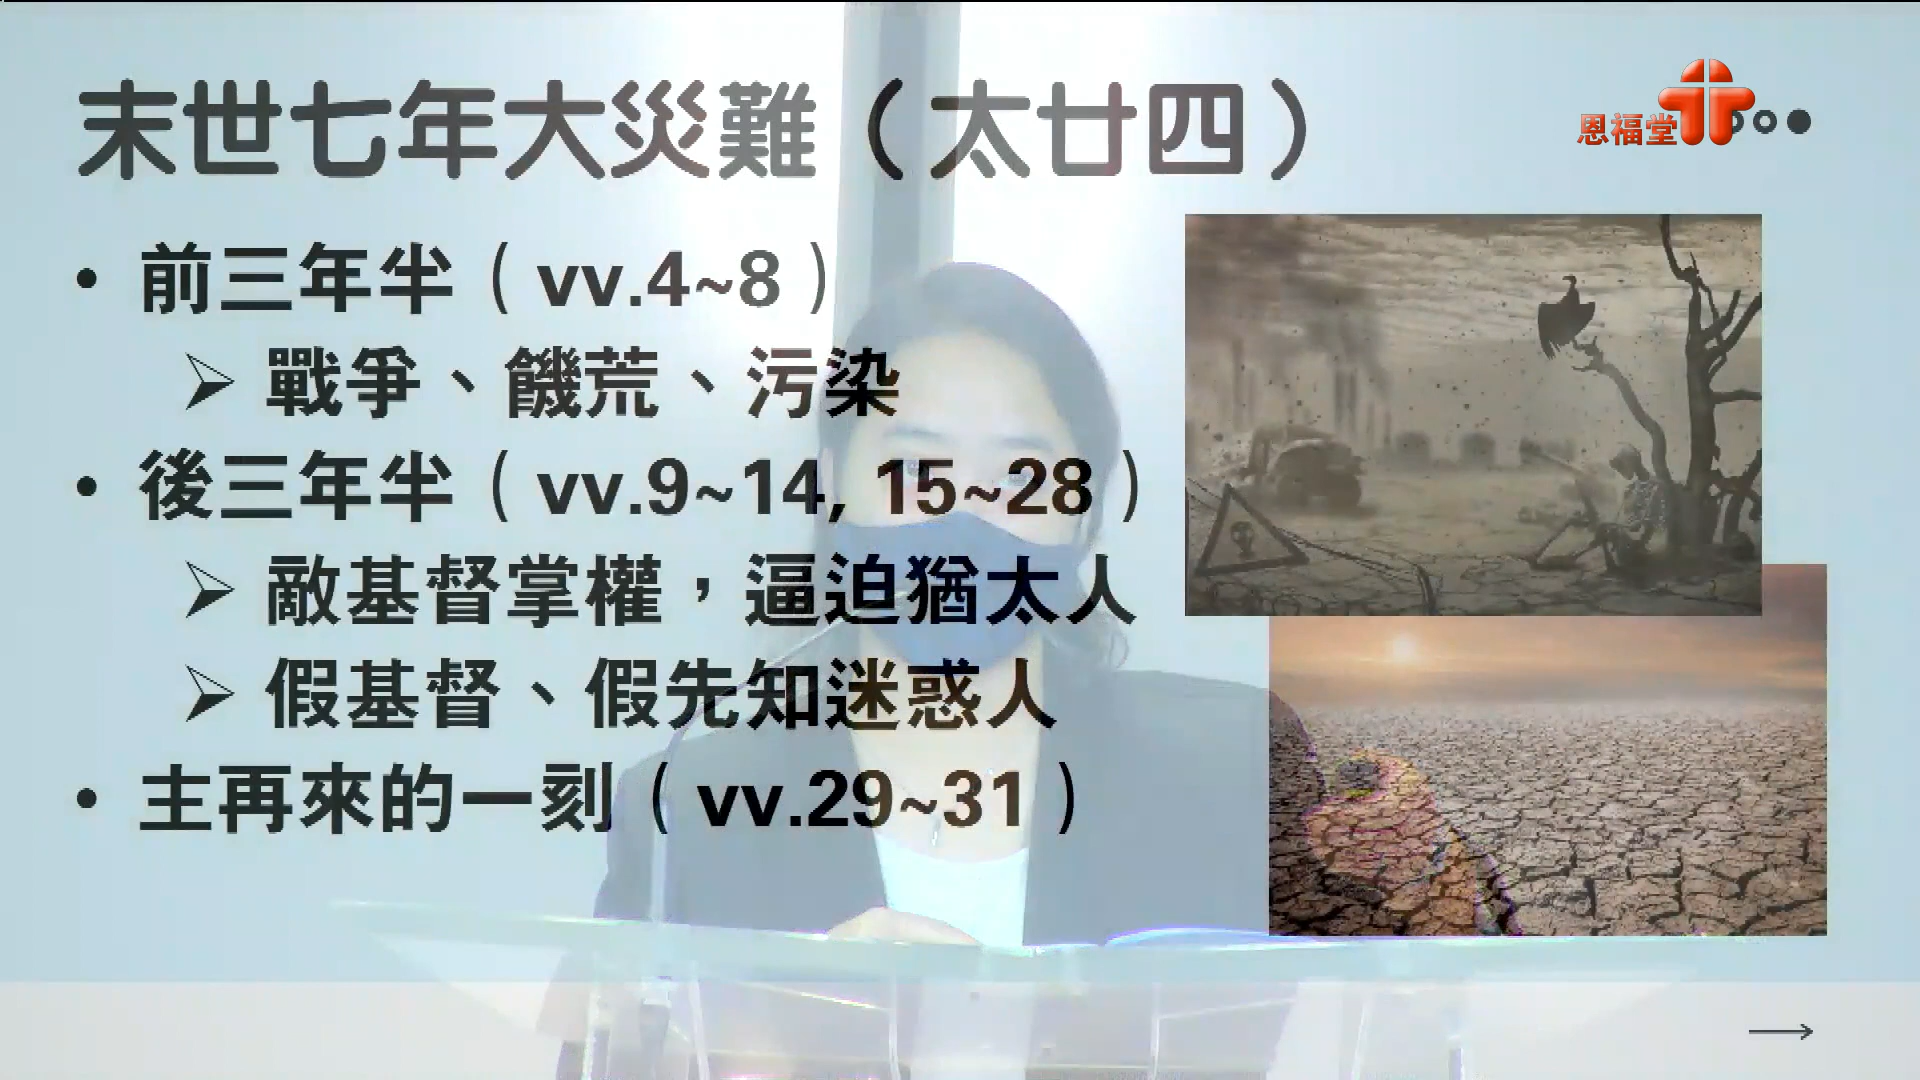 末世七年大災難（太廿四）
恩福堂
• 前三年半（vv.4~8）
➢ 戰爭、饑荒、污染
• 後三年半（vv.9~14, 15~28）
➢ 敵基督掌權，逼迫猶太人
➢ 假基督、假先知迷惑人
• 主再來的一刻（vv.29~31）